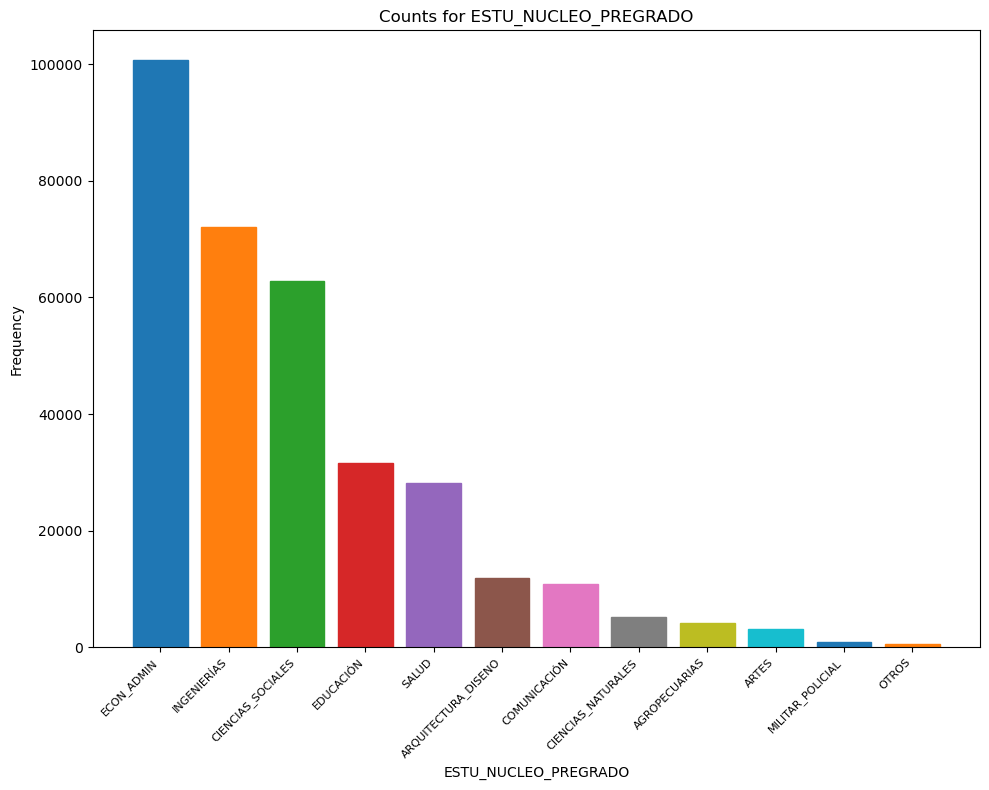 Counts for ESTU_NUCLEO_PREGRADO
Frequency
100000
80000
60000
40000
20000
0
ECON_ADMIN
INGENIERÍAS
CIENCIAS_SOCIALES
EDUCACIÓN
SALUD
ARQUITECTURA_DISENO
COMUNICACIÓN
CIENCIAS_NATURALES
AGROPECUARIAS
ARTES
MILITAR_POLICIAL
OTROS
ESTU_NUCLEO_PREGRADO